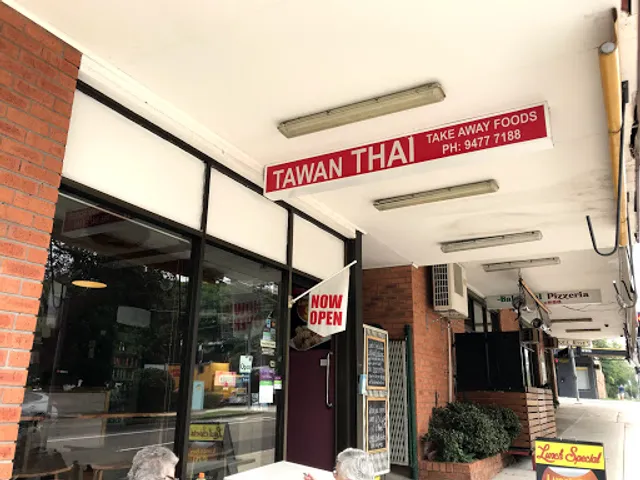 TAWAN THAI
TAKE AWAY FOODS
PH: 9477 7188
NOW
OPEN
Pizzeria
Lunch Special